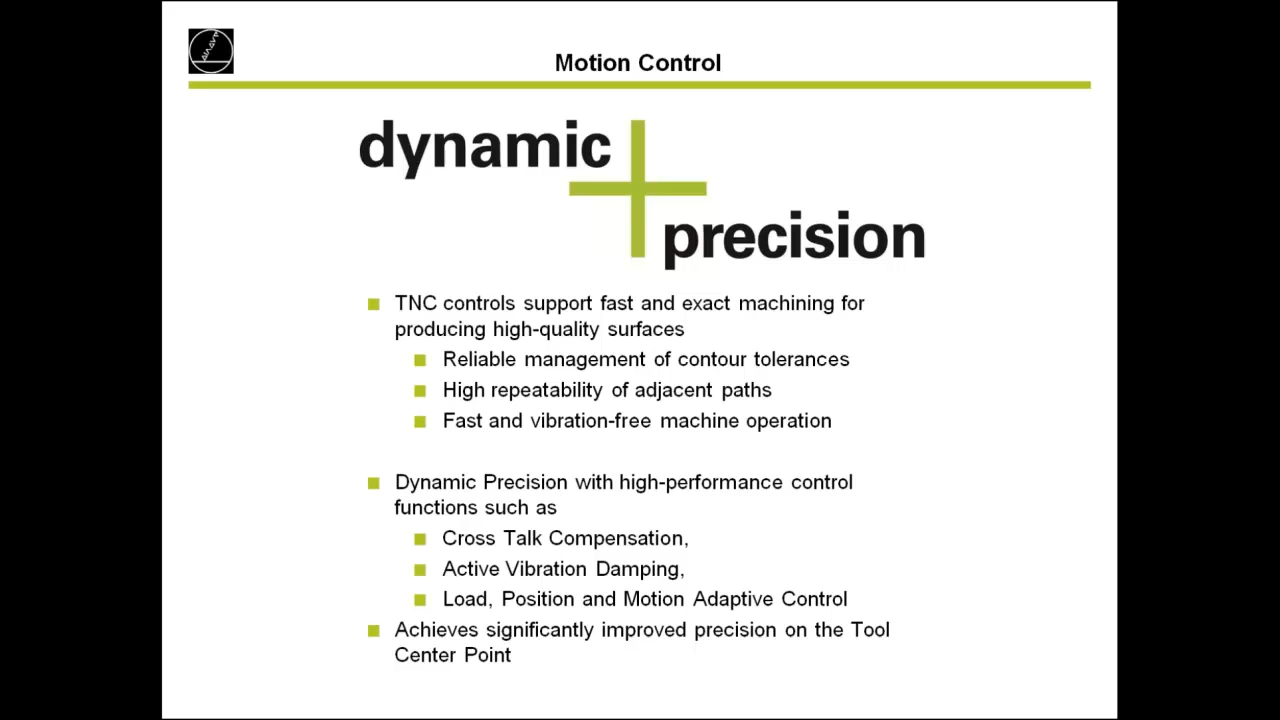 Motion Control
dynamic
precision
TNC controls support fast and exact machining for
producing high-quality surfaces
Reliable management of contour tolerances
High repeatability of adjacent paths
Fast and vibration-free machine operation
Dynamic Precision with high-performance control
functions such as
Cross Talk Compensation,
Active Vibration Damping,
Load, Position and Motion Adaptive Control
Achieves significantly improved precision on the Tool
Center Point